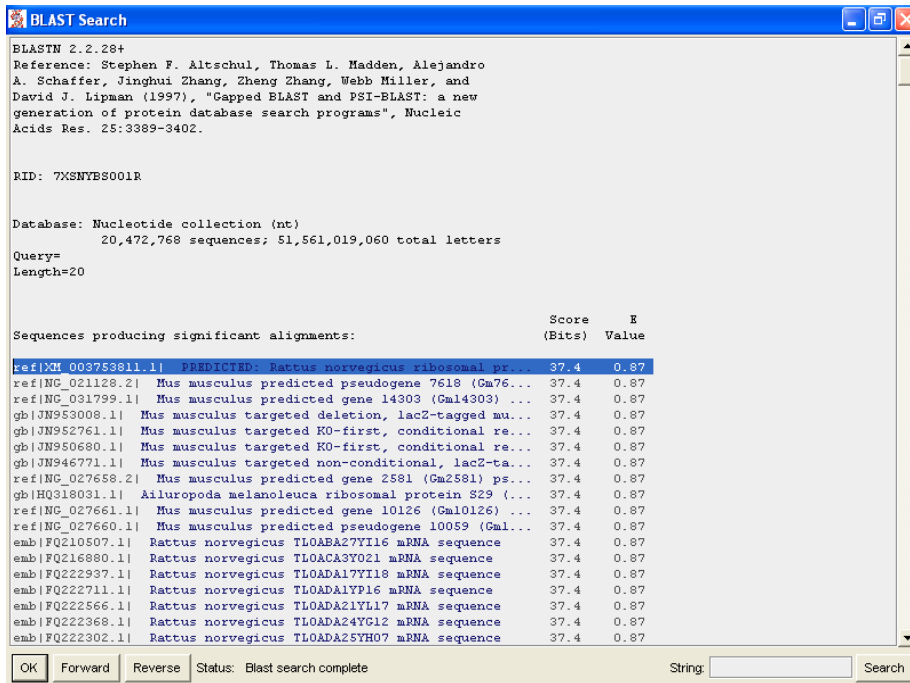 BLAST Search
BLASTN 2.2.28+
Reference: Stephen F. Altschul, Thomas L. Madden, Alejandro
A. Schaffer, Jinghui Zhang, Zheng Zhang, Webb Miller, and
David J. Lipman (1997), "Gapped BLAST and PSI-BLAST: a new
generation of protein database search programs", Nucleic
Acids Res. 25:3389-3402.
RID: 7XSNYBS001R
Database: Nucleotide collection (nt)
20,472,768 sequences; 51,561,019,060 total letters
Query=
Length=20
Score E
Sequences producing significant alignments: (Bits) Value
ref|XM_003753811.1| PREDICTED: Rattus norvegicus ribosomal pr... 37.4 0.87
ref|NG_021128.2| Mus musculus predicted pseudogene 7618 (Gm76... 37.4 0.87
ref|NG_031799.1| Mus musculus predicted gene 14303 (Gm14303) ... 37.4 0.87
gb|JN953008.1| Mus musculus targeted deletion, lacZ-tagged mu... 37.4 0.87
gb|JN952761.1| Mus musculus targeted KO-first, conditional re... 37.4 0.87
gb|JN950680.1| Mus musculus targeted KO-first, conditional re... 37.4 0.87
gb|JN946771.1| Mus musculus targeted non-conditional, lacZ-ta... 37.4 0.87
ref|NG_027658.2| Mus musculus predicted gene 2581 (Gm2581) ps... 37.4 0.87
gb|HQ318031.1| Ailuropoda melanoleuca ribosomal protein S29 (... 37.4 0.87
ref|NG_027661.1| Mus musculus predicted gene 10126 (Gm10126) ... 37.4 0.87
ref|NG_027660.1| Mus musculus predicted pseudogene 10059 (Gm1... 37.4 0.87
emb|FQ210507.1| Rattus norvegicus TL0ABA27YI16 mRNA sequence 37.4 0.87
emb|FQ216880.1| Rattus norvegicus TL0ACA3YO21 mRNA sequence 37.4 0.87
emb|FQ222937.1| Rattus norvegicus TL0ADA17YI18 mRNA sequence 37.4 0.87
emb|FQ222711.1| Rattus norvegicus TL0ADA1YP16 mRNA sequence 37.4 0.87
emb|FQ222566.1| Rattus norvegicus TL0ADA21YL17 mRNA sequence 37.4 0.87
emb|FQ222368.1| Rattus norvegicus TL0ADA24YG12 mRNA sequence 37.4 0.87
emb|FQ222302.1| Rattus norvegicus TL0ADA25YH07 mRNA sequence 37.4 0.87
OK Forward Reverse Status: Blast search complete String: Search